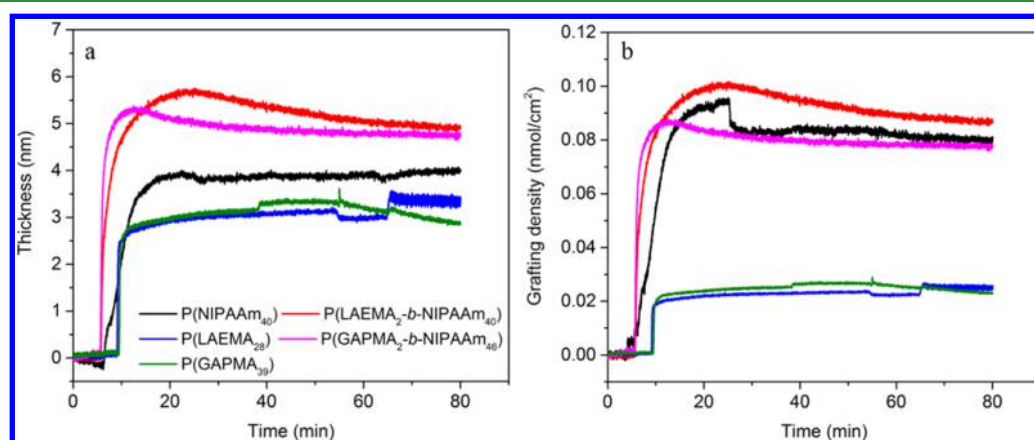 a
Thickness (nm)
7
6
5
4
3
2
1
0
P(NIPAAm₄₀) P(LAEMA₂-b-NIPAAm₄₀)
P(LAEMA₂₈) P(GAPMA₂-b-NIPAAm₄₆)
P(GAPMA₃₉)
0 20 40 60 80
Time (min)
b
Grafting density (nmol/cm²)
0.12
0.10
0.08
0.06
0.04
0.02
0.00
0 20 40 60 80
Time (min)